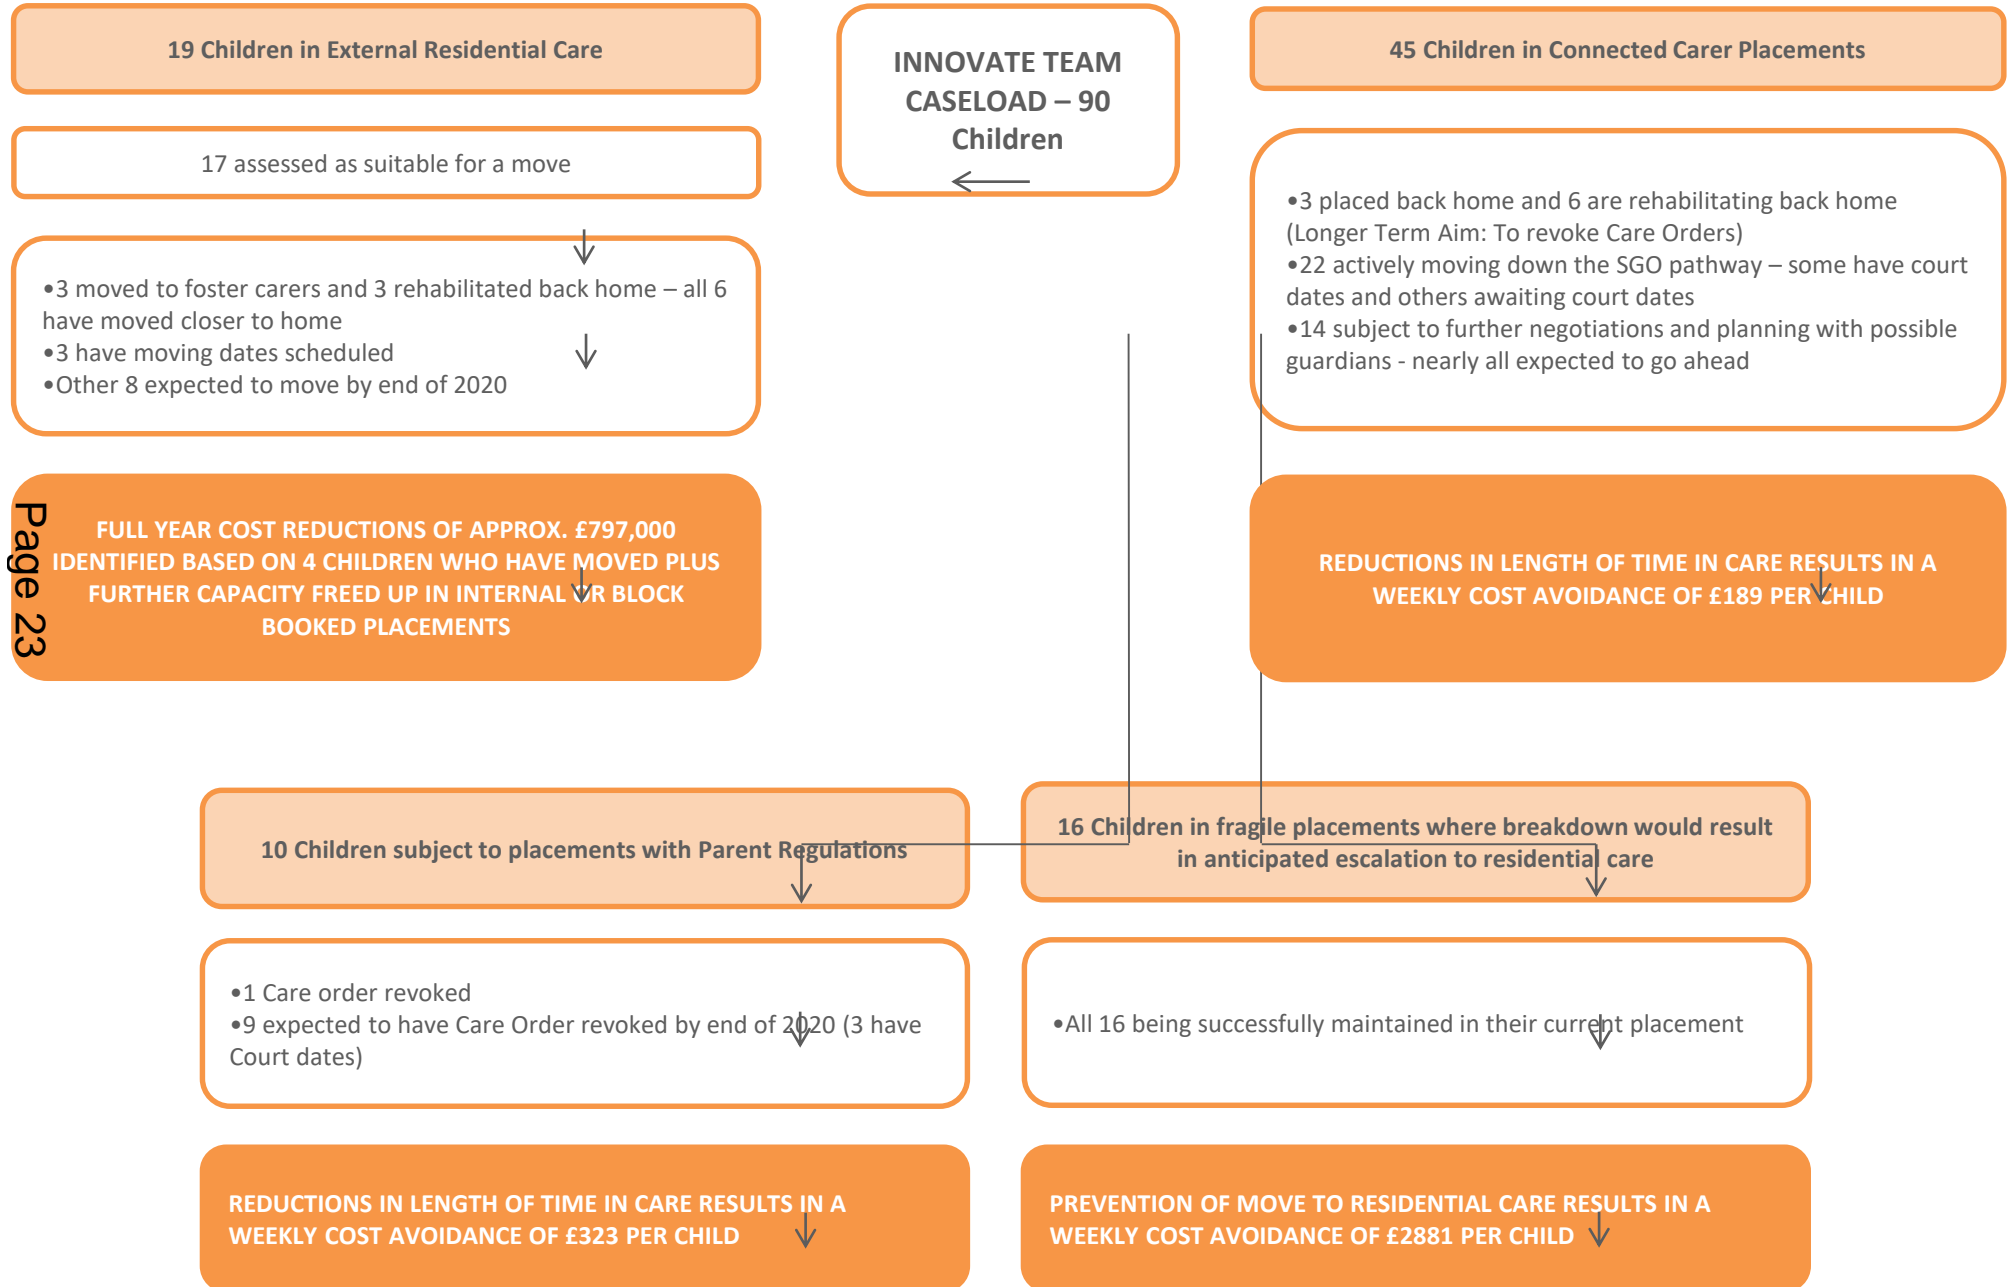 19 Children in External Residential Care
17 assessed as suitable for a move
•3 moved to foster carers and 3 rehabilitated back home – all 6
have moved closer to home
•3 have moving dates scheduled
•Other 8 expected to move by end of 2020
FULL YEAR COST REDUCTIONS OF APPROX. £797,000
IDENTIFIED BASED ON 4 CHILDREN WHO HAVE MOVED PLUS
FURTHER CAPACITY FREED UP IN INTERNAL OR BLOCK
BOOKED PLACEMENTS
Page 23
INNOVATE TEAM
CASELOAD – 90
Children
45 Children in Connected Carer Placements
•3 placed back home and 6 are rehabilitating back home
(Longer Term Aim: To revoke Care Orders)
•22 actively moving down the SGO pathway – some have court
dates and others awaiting court dates
•14 subject to further negotiations and planning with possible
guardians - nearly all expected to go ahead
REDUCTIONS IN LENGTH OF TIME IN CARE RESULTS IN A
WEEKLY COST AVOIDANCE OF £189 PER CHILD
10 Children subject to placements with Parent Regulations
•1 Care order revoked
•9 expected to have Care Order revoked by end of 2020 (3 have
Court dates)
REDUCTIONS IN LENGTH OF TIME IN CARE RESULTS IN A
WEEKLY COST AVOIDANCE OF £323 PER CHILD
16 Children in fragile placements where breakdown would result
in anticipated escalation to residential care
•All 16 being successfully maintained in their current placement
PREVENTION OF MOVE TO RESIDENTIAL CARE RESULTS IN A
WEEKLY COST AVOIDANCE OF £2881 PER CHILD